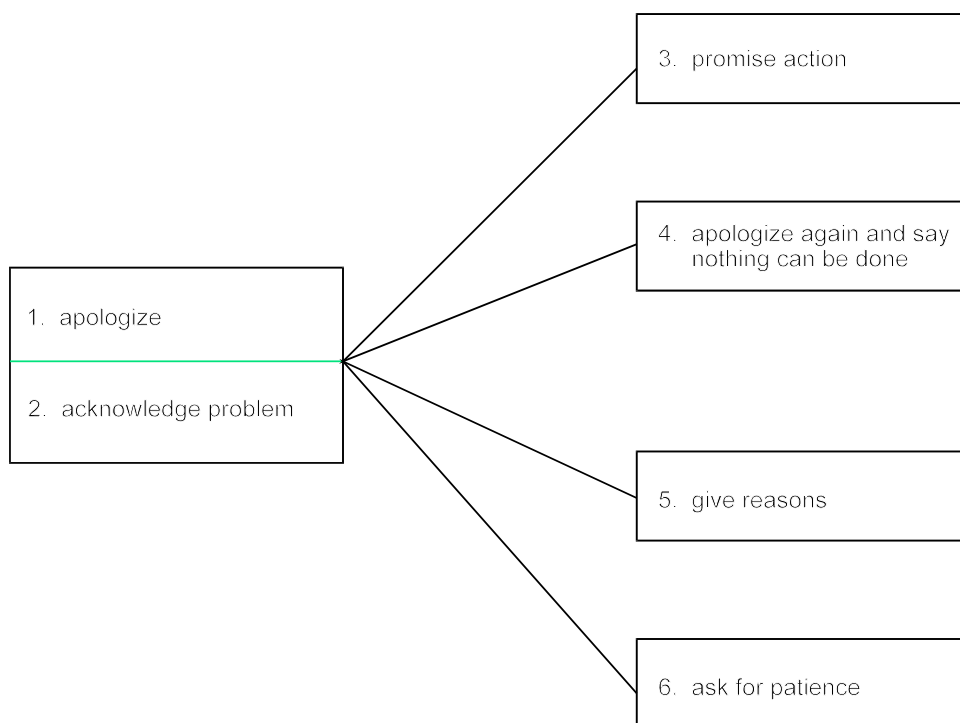 1. apologize
2. acknowledge problem
3. promise action
4. apologize again and say
nothing can be done
5. give reasons
6. ask for patience